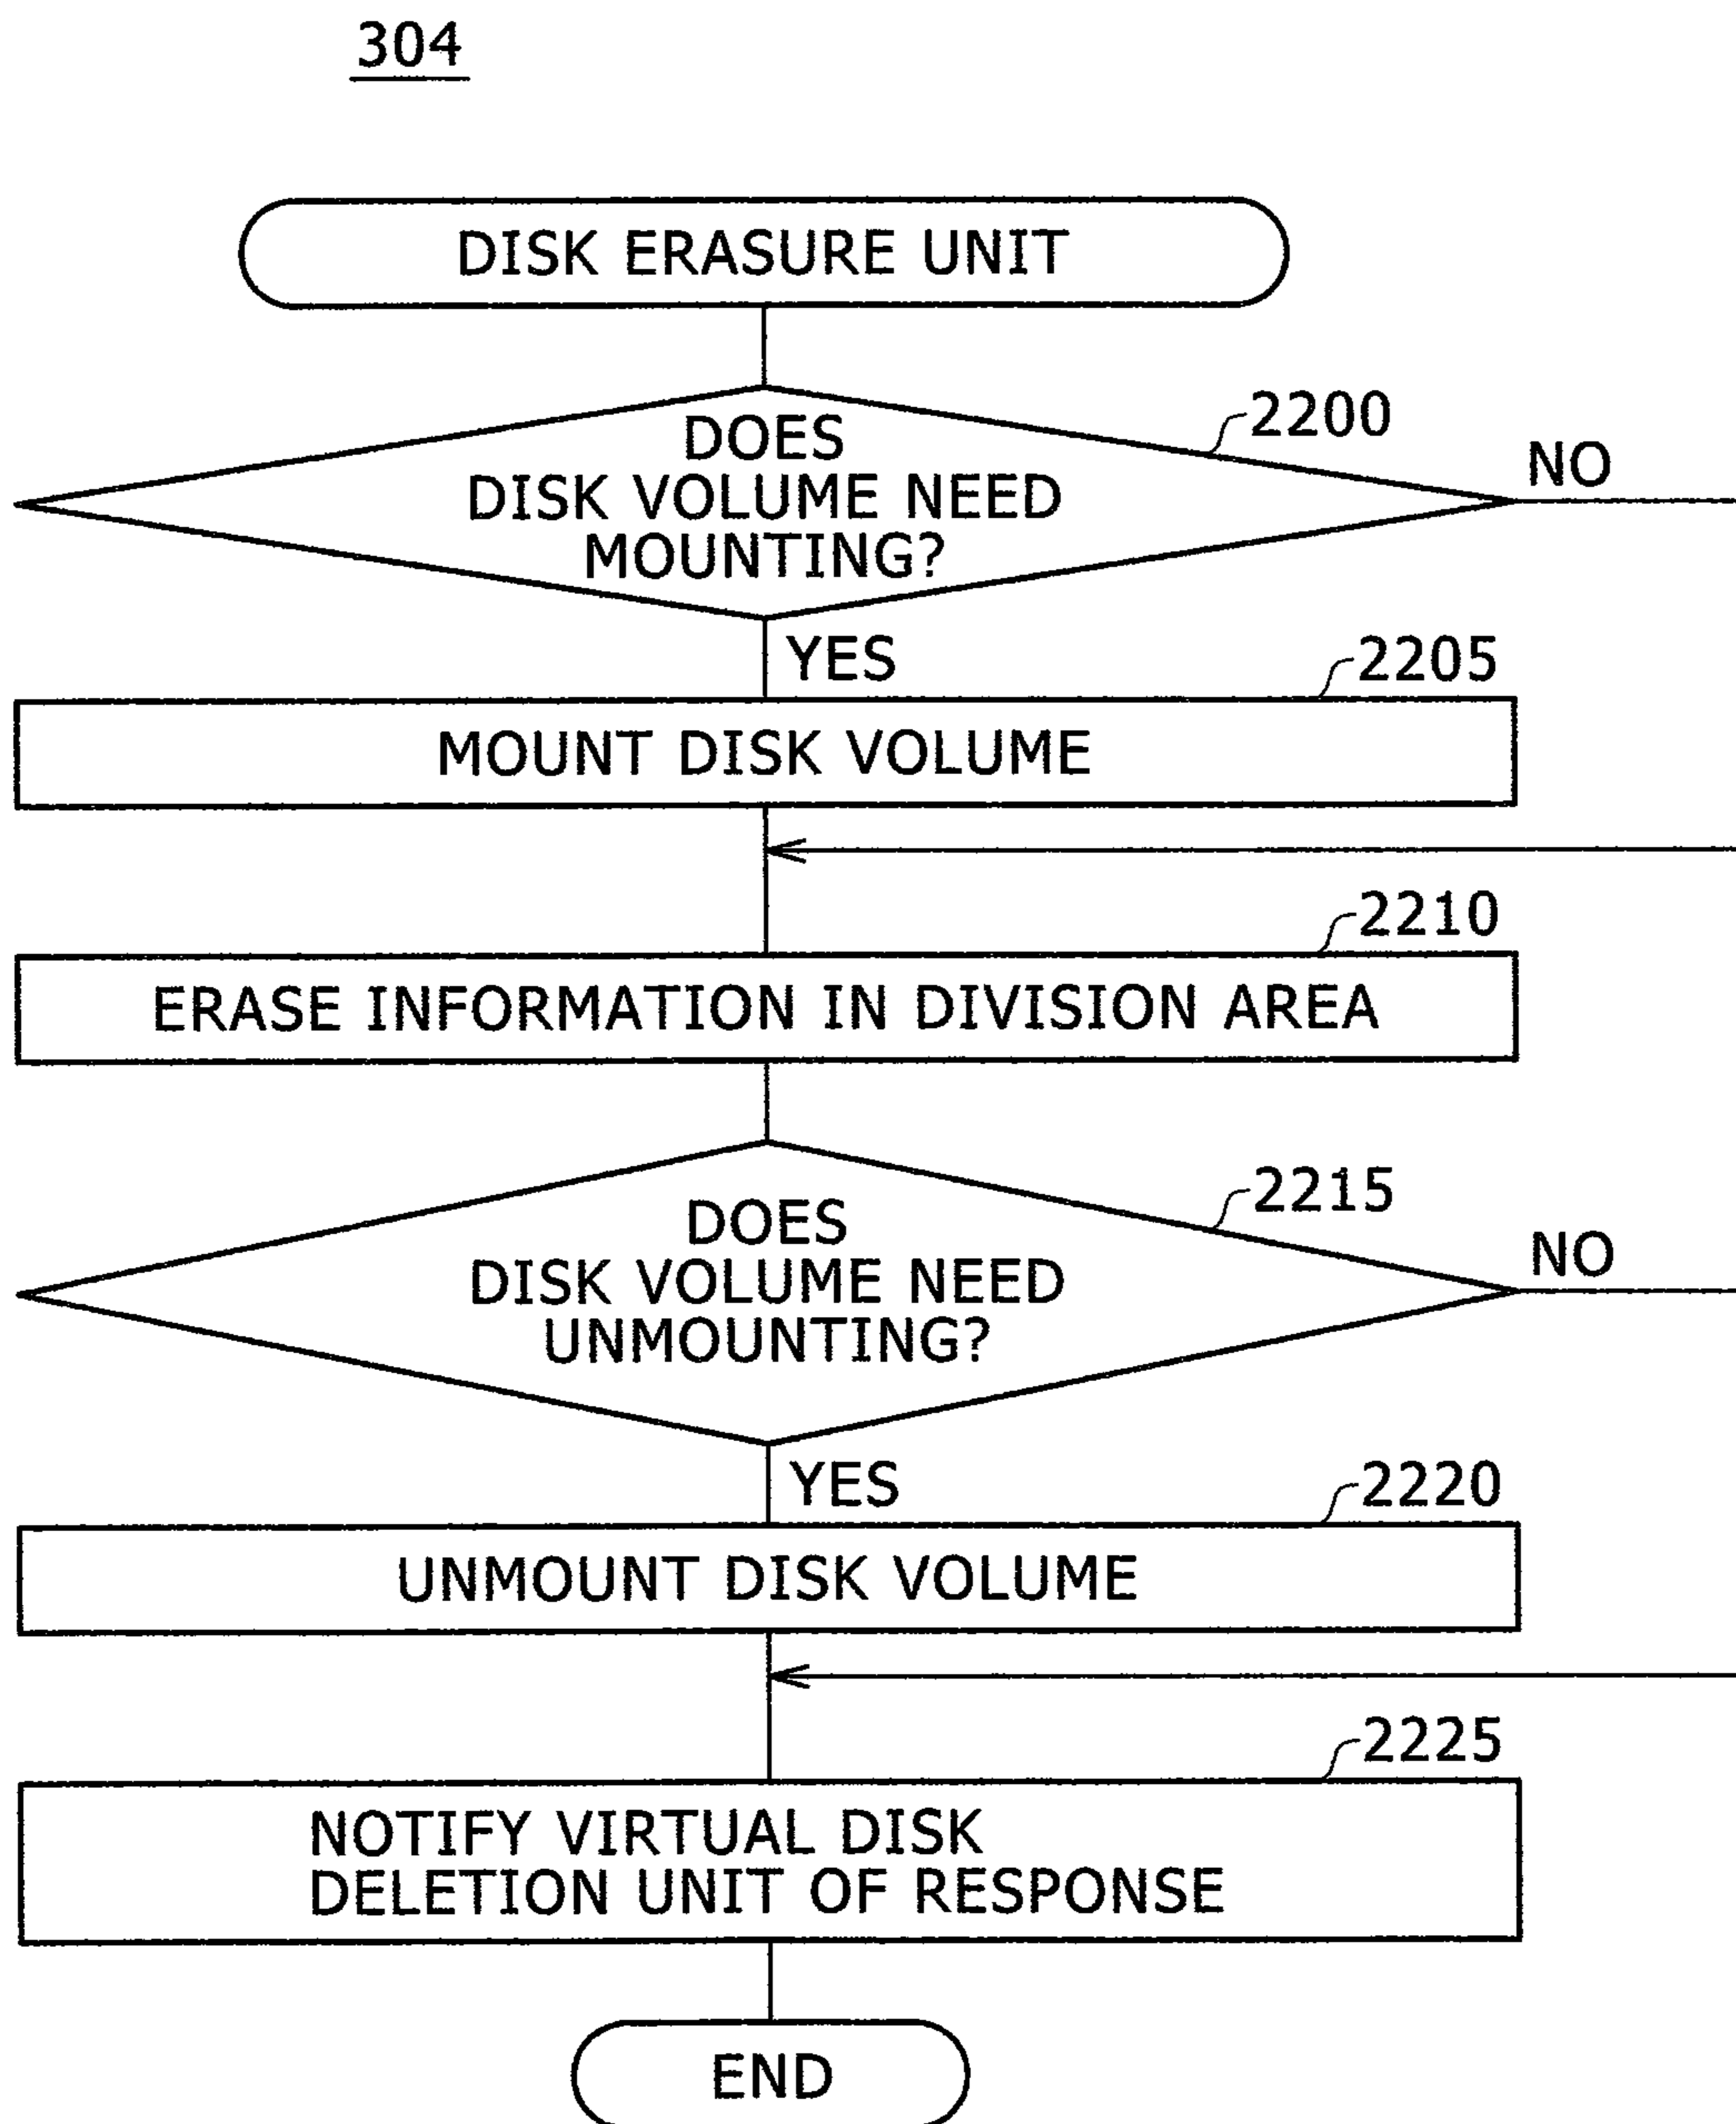 304
DISK ERASURE UNIT
2200
DOES
DISK VOLUME NEED
MOUNTING?
NO
YES
2205
MOUNT DISK VOLUME
2210
ERASE INFORMATION IN DIVISION AREA
2215
DOES
DISK VOLUME NEED
UNMOUNTING?
NO
YES
2220
UNMOUNT DISK VOLUME
2225
NOTIFY VIRTUAL DISK
DELETION UNIT OF RESPONSE
END